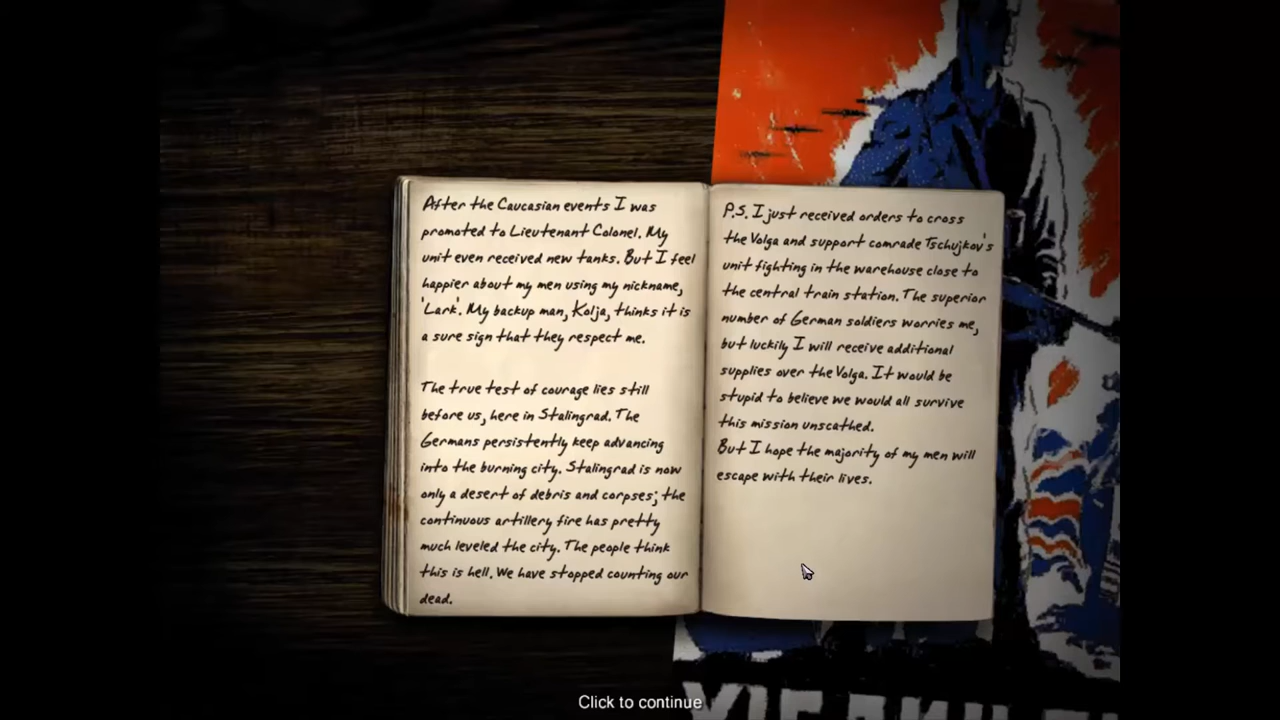 After the Caucasian events I was
promoted to Lieutenant Colonel. My
unit even received new tanks. But I feel
happier about my men using my nickname,
'Lark'. My backup man, Kolja, thinks it is
a sure sign that they respect me.
The true test of courage lies still
before us, here in Stalingrad. The
Germans persistently keep advancing
into the burning city. Stalingrad is now
only a desert of debris and corpses; the
continuous artillery fire has pretty
much leveled the city. The people think
this is hell. We have stopped counting our
dead.
P.S. I just received orders to cross
the Volga and support comrade Tschujkov's
unit fighting in the warehouse close to
the central train station. The superior
number of German soldiers worries me,
but luckily I will receive additional
supplies over the Volga. It would be
stupid to believe we would all survive
this mission unscathed.
But I hope the majority of my men will
escape with their lives.
Click to continue